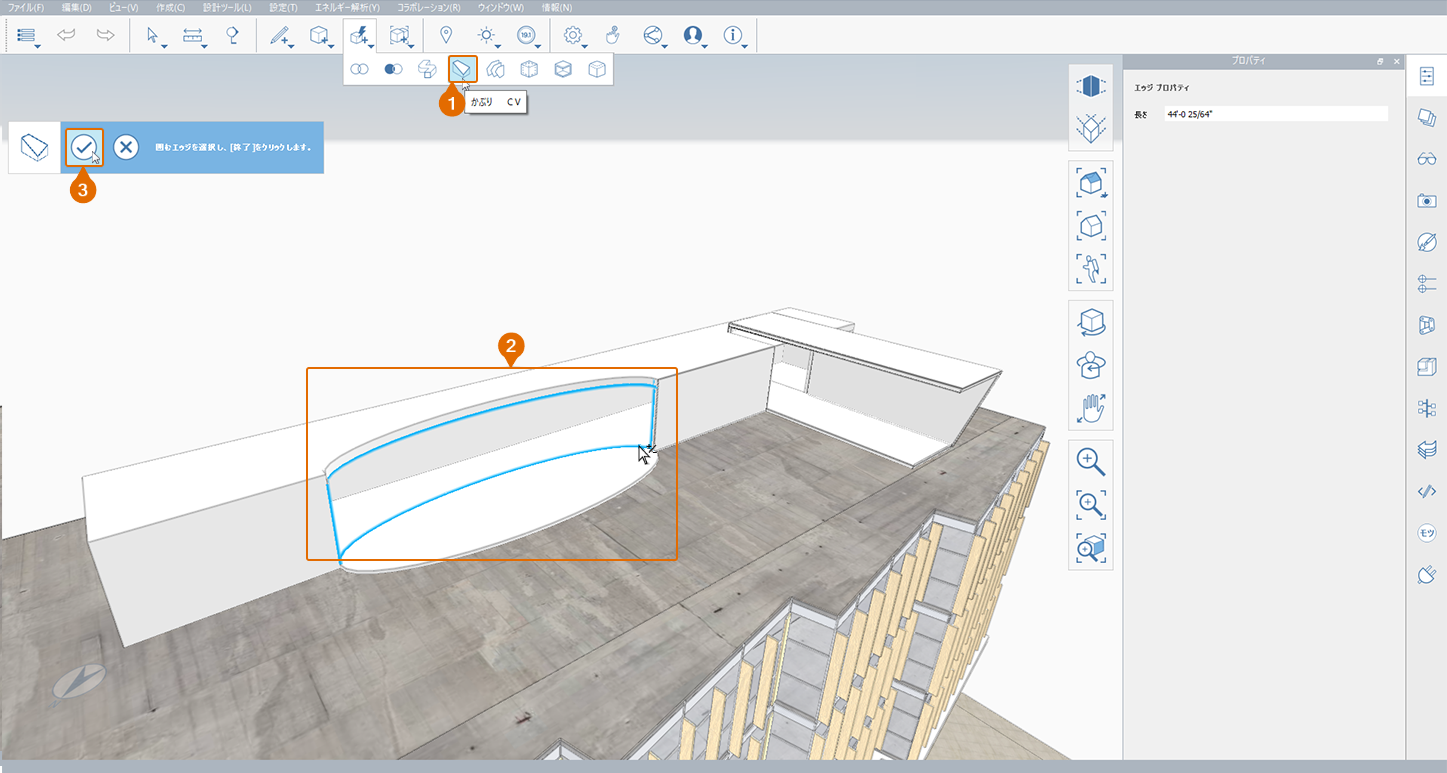 ファイル(F) 編集(D) ビュー(V) 作成(C) 設計ツール(L) 設定(T) エネルギー解析(Y) コラボレーション(R) ウィンドウ(W) 情報(N)
19.1
1
かぶり CV
囲むエッジを選択し、[終了]をクリックします。
3
2
プロパティ
エッジ プロパティ
長さ 44'-0 25/64"
モツ